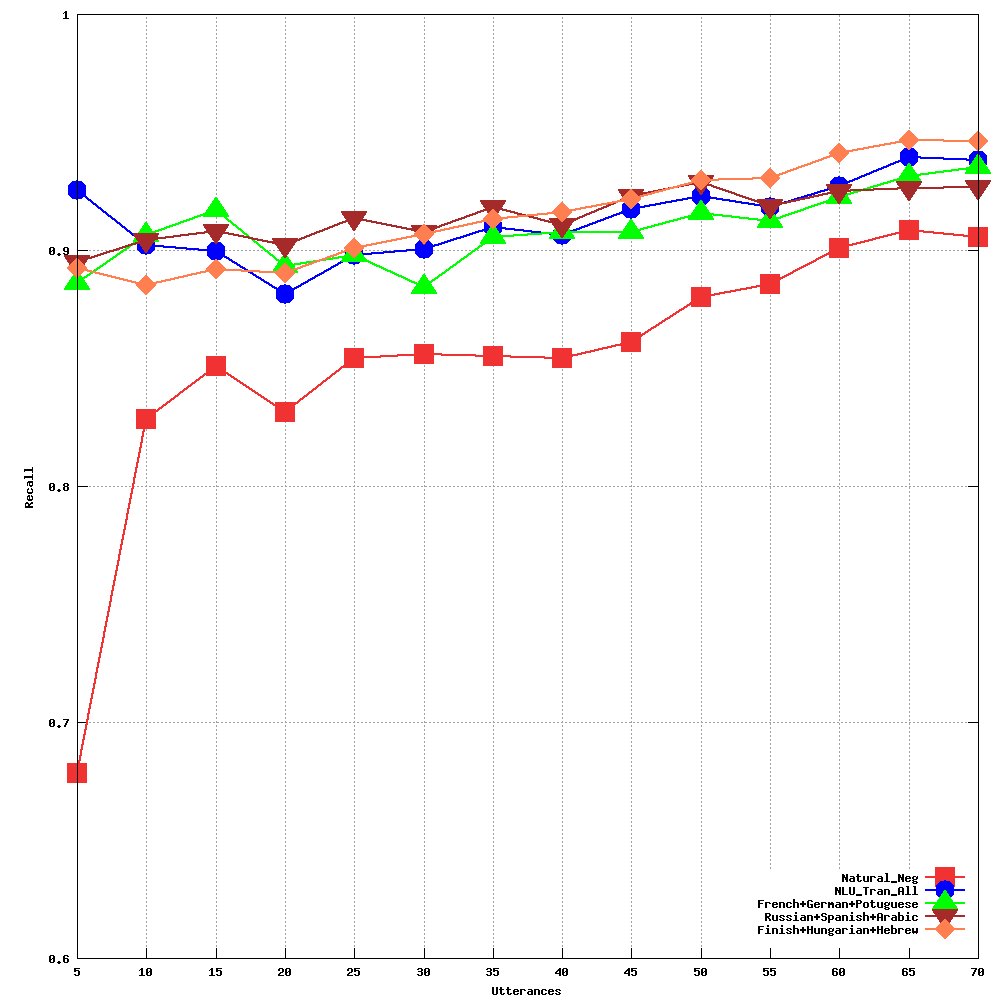 1
0.9
0.8
0.7
0.6
Recall
5 10 15 20 25 30 35 40 45 50 55 60 65 70
Utterances
Natural_Neg
NLU_Tran_All
French+German+Potuguese
Russian+Spanish+Arabic
Finish+Hungarian+Hebrew